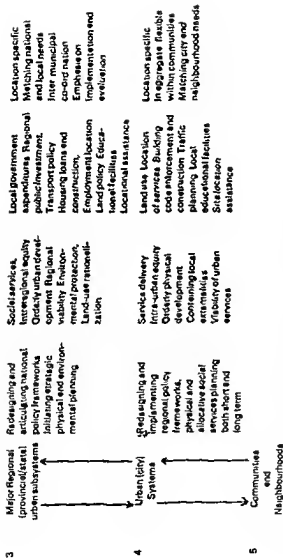 3
Major Regional
(provincial/state)
urban subsystems
Redesigning and
articulating national
policy frameworks
Initiating strategic
physical and environ-
mental planning
Social services,
Intraregional equity
Orderly urban devel-
opment Regional
viability Environ-
mental protection,
Land-use rationali-
zation
Local government
expenditures Regional
public investment,
Transport policy
Housing loans and
construction,
Employment location
Land policy Educa-
tional facilities
Locational assistance
Location specific
Matching national
and local needs
Inter municipal
co-ordination
Emphasis on
Implementation and
evaluation
4
Urban (city)
Systems
Redesigning and
implementing
regional policy
frameworks,
physical and
allocative social
services planning
both short and
long term
Service delivery
Intra-urban equity
Orderly physical
development
Containing local
externalities
Viability of urban
services
Land use Location
of services Building
code enforcement and
construction Traffic
planning Local
educational facilities
Site location
assistance
Location specific
In aggregate flexible
within communities
Matching city and
neighbourhood needs
5
Communities
and
Neighbourhoods